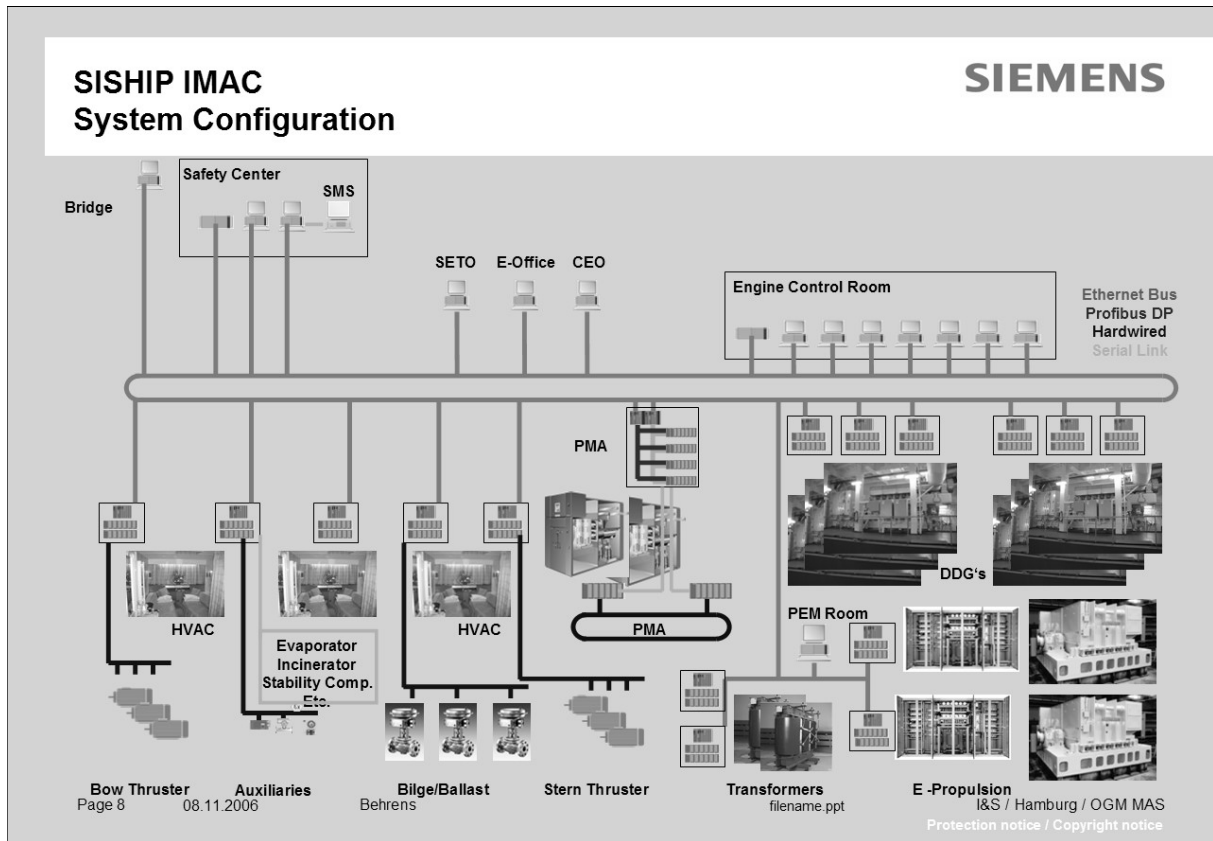 SISHIP IMAC
System Configuration
SIEMENS
Safety Center
SMS
Bridge
SETO
E-Office
CEO
Engine Control Room
Ethernet Bus
Profibus DP
Hardwired
Serial Link
PMA
DDG's
HVAC
HVAC
PMA
PEM Room
Evaporator
Incinerator
Stability Comp.
Etc.
Bow Thruster
Auxiliaries
Bilge/Ballast
Stern Thruster
Transformers
E -Propulsion
Page 8
08.11.2006
Behrens
filename.ppt
I&S / Hamburg / OGM MAS
Protection notice / Copyright notice